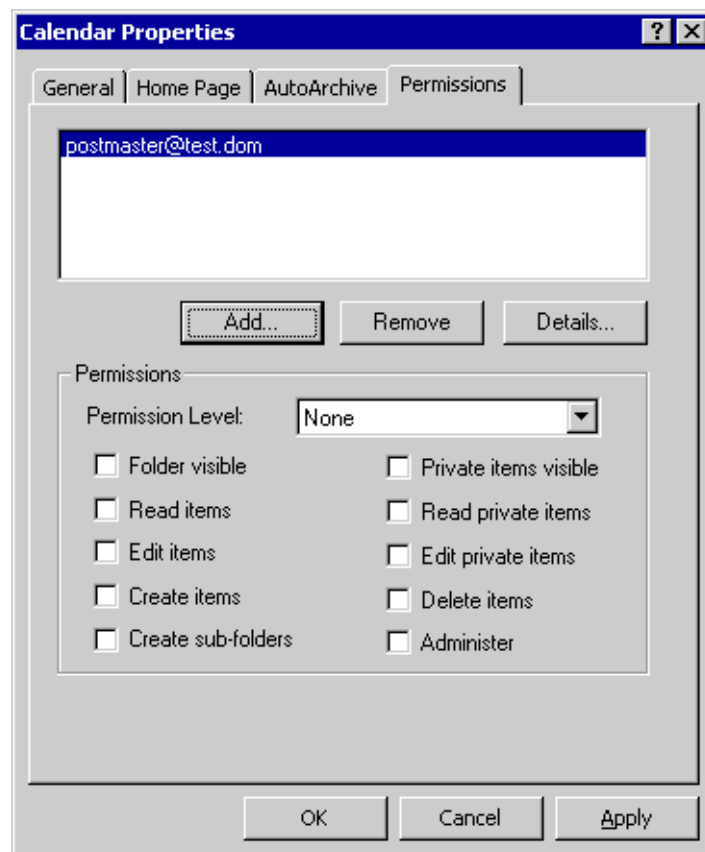 Calendar Properties
General Home Page AutoArchive Permissions
postmaster@test.dom
Add... Remove Details...
Permissions
Permission Level: None
Folder visible Private items visible
Read items Read private items
Edit items Edit private items
Create items Delete items
Create sub-folders Administer
OK Cancel Apply